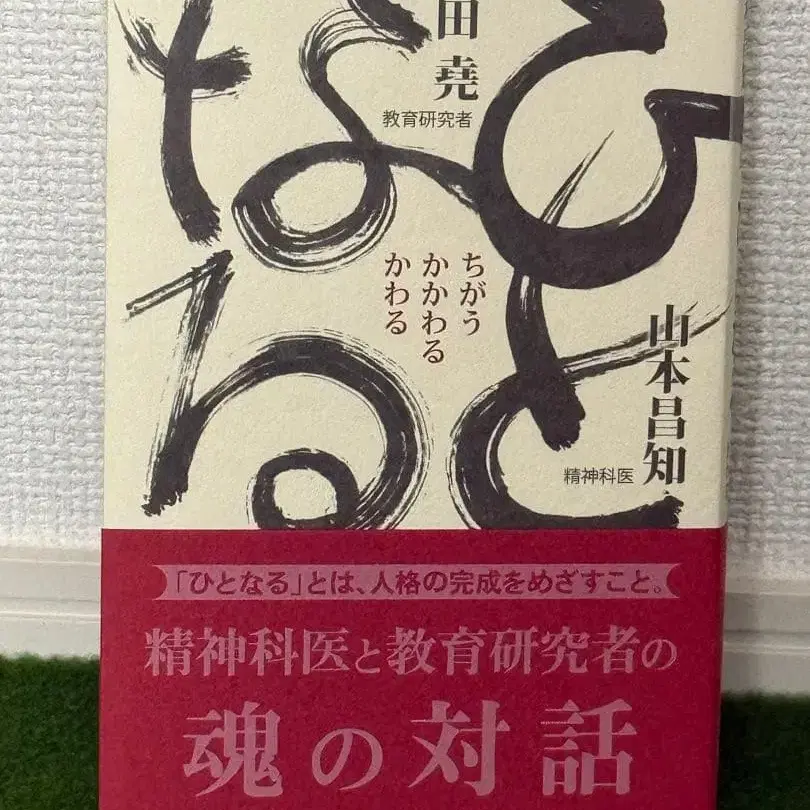 ひと
なる
田堯
教育研究者
ちがう
かかわる
かわる
山本昌知
精神科医
「ひとなる」とは、人格の完成をめざすこと。
精神科医と教育研究者の
魂の対話